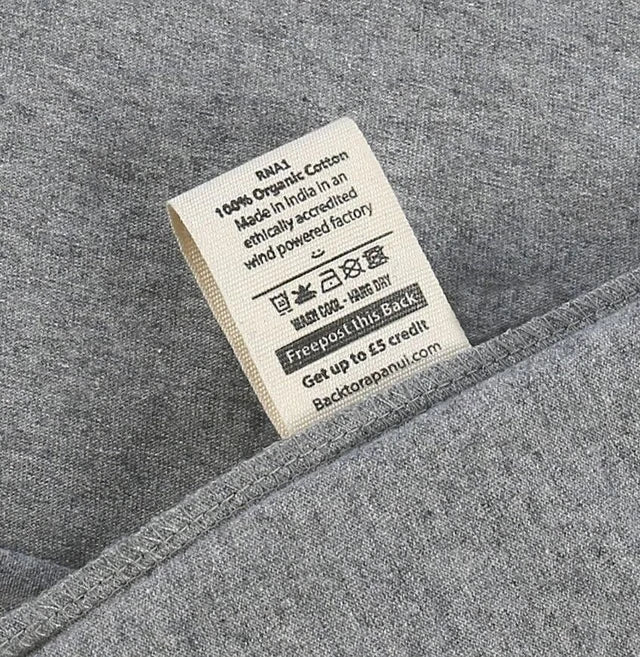 RNA1
100% Organic Cotton
Made in India in an
ethically accredited
wind powered factory
WASH COOL - HANG DRY
Freepost this Back
Get up to £5 credit
Backtorapanui.com